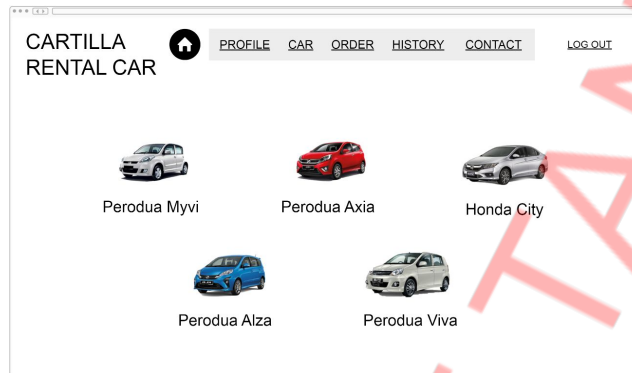 CARTILLA
RENTAL CAR
PROFILE CAR ORDER HISTORY CONTACT LOG OUT
Perodua Myvi Perodua Axia Honda City
Perodua Alza Perodua Viva
TA